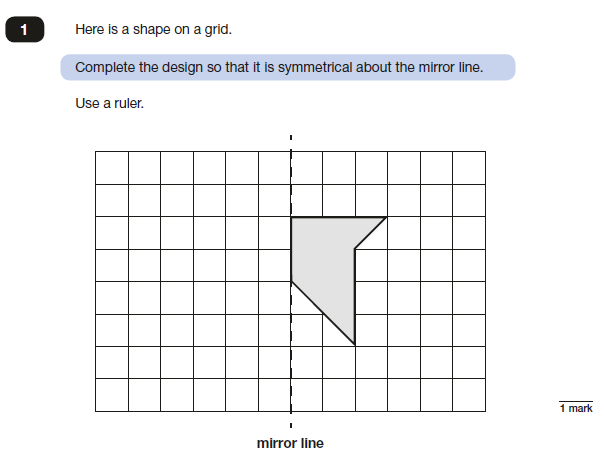 1
Here is a shape on a grid.
Complete the design so that it is symmetrical about the mirror line.
Use a ruler.
mirror line
1 mark